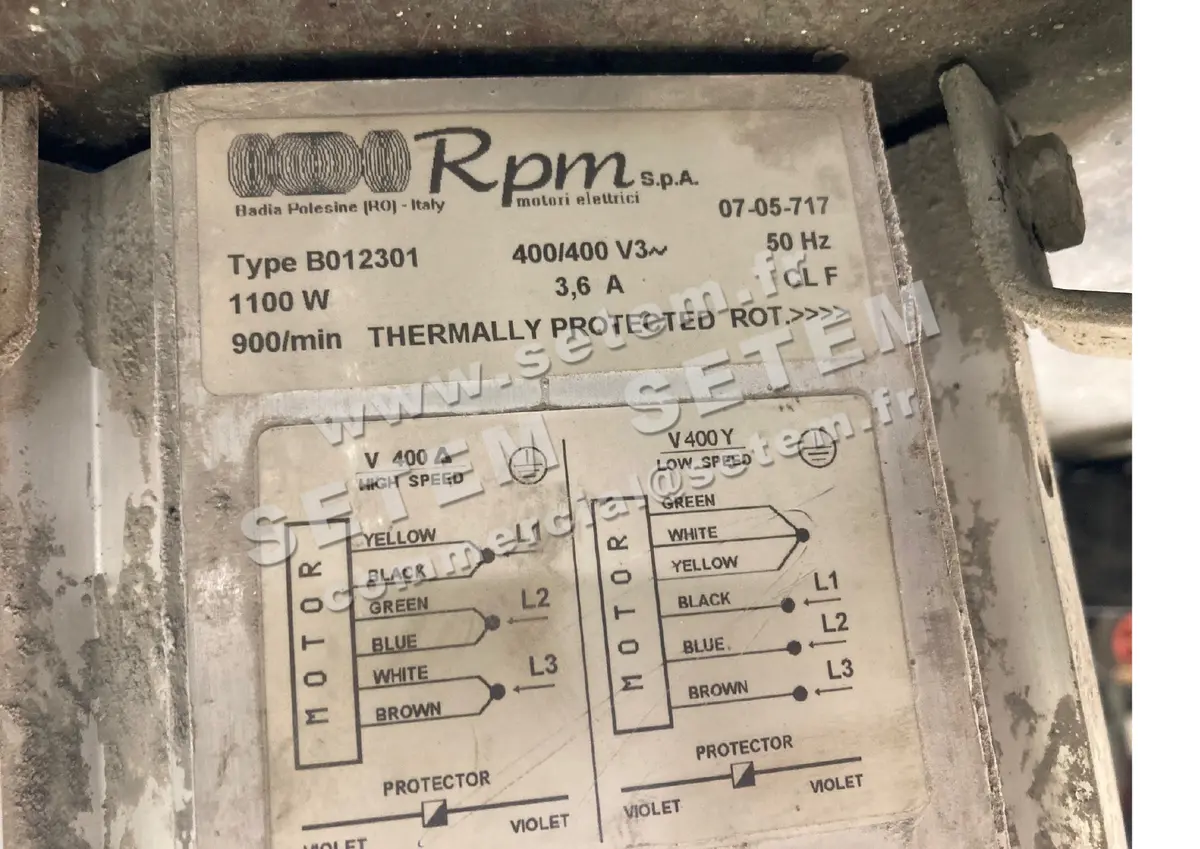 Rpm S.p.A.
motori elettrici
Badia Polesine (RO) - Italy
07-05-717
Type B012301 400/400 V3~ 50 Hz
1100 W 3,6 A CL F
900/min THERMALLY PROTECTED ROT.>>>>
www.setem.fr
SETEM SETEM
commercial@setem.fr
V 400 Δ
HIGH SPEED
MOTOR
YELLOW
BLACK
L1
GREEN
BLUE
L2
WHITE
BROWN
L3
PROTECTOR
VIOLET VIOLET
V 400 Y
LOW SPEED
MOTOR
GREEN
WHITE
YELLOW
BLACK L1
BLUE L2
BROWN L3
PROTECTOR
VIOLET VIOLET